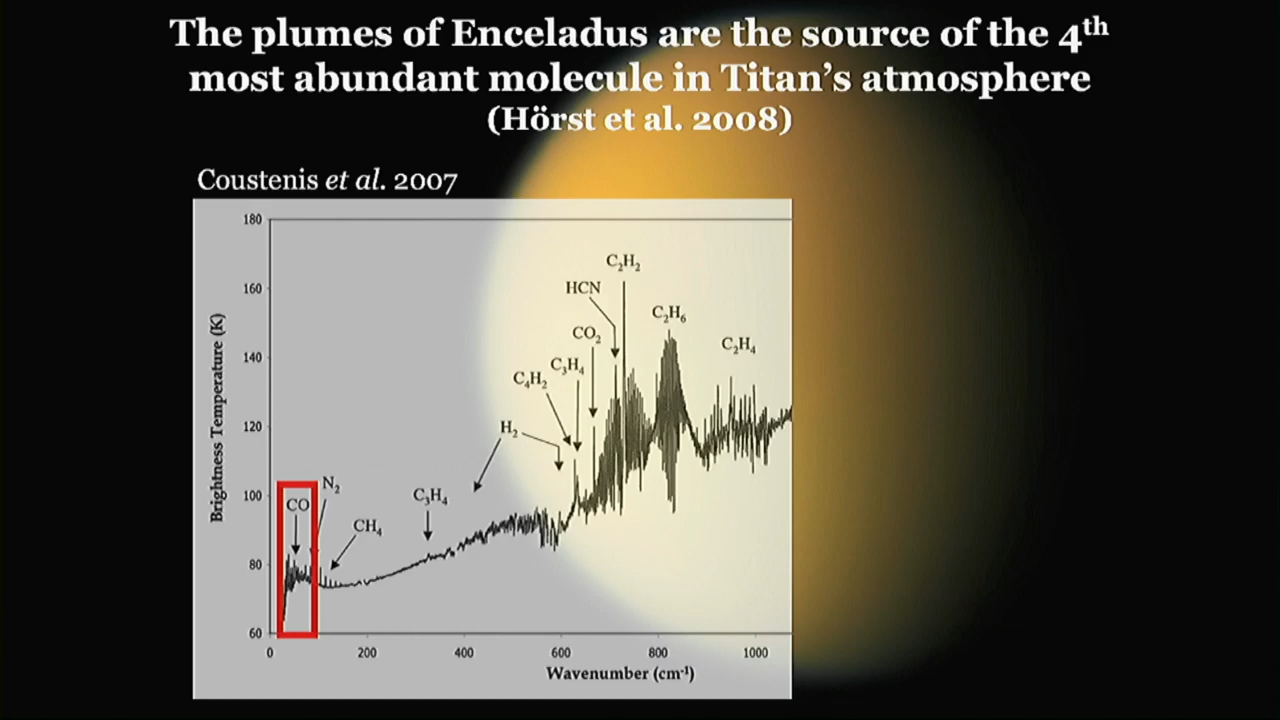 The plumes of Enceladus are the source of the 4th
most abundant molecule in Titan's atmosphere
(Hörst et al. 2008)
Coustenis et al. 2007
180
160
140
120
100
80
60
Brightness Temperature (K)
C₂H₂
HCN
C₂H₆
CO₂
C₂H₄
C₃H₄
C₄H₂
H₂
N₂
C₃H₄
CO
CH₄
0 200 400 600 800 1000
Wavenumber (cm⁻¹)